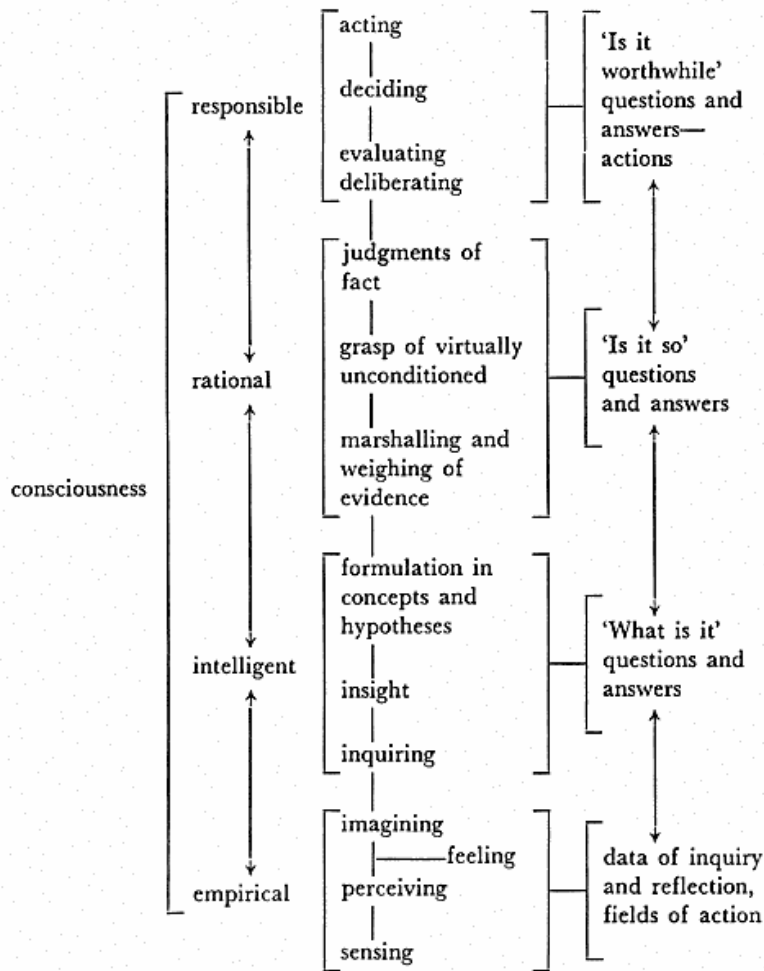 acting
deciding
evaluating
deliberating
'Is it
worthwhile'
questions and
answers—
actions
responsible
judgments of
fact
grasp of virtually
unconditioned
marshalling and
weighing of
evidence
'Is it so'
questions
and answers
rational
consciousness
formulation in
concepts and
hypotheses
insight
inquiring
'What is it'
questions and
answers
intelligent
imagining
feeling
perceiving
sensing
data of inquiry
and reflection,
fields of action
empirical